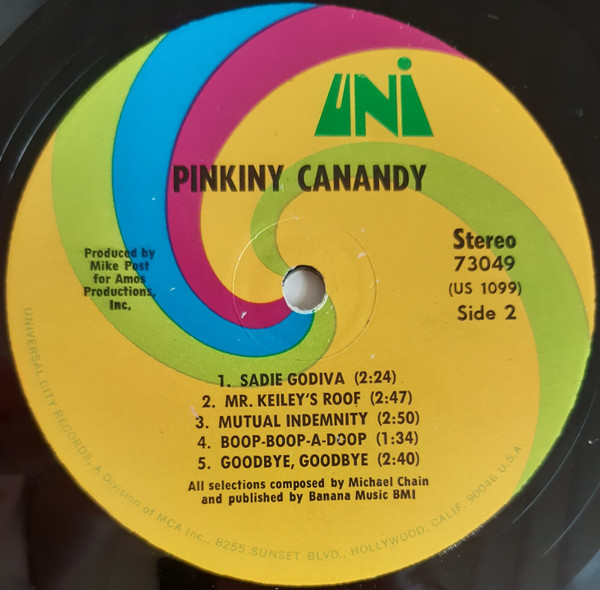 UNI
PINKINY CANANDY
Produced by
Mike Post
for Amos
Productions,
Inc.
Stereo
73049
(US 1099)
Side 2
1. SADIE GODIVA (2:24)
2. MR. KEILEY'S ROOF (2:47)
3. MUTUAL INDEMNITY (2:50)
4. BOOP-BOOP-A-DOOP (1:34)
5. GOODBYE, GOODBYE (2:40)
All selections composed by Michael Chain
and published by Banana Music BMI
UNIVERSAL CITY RECORDS, A Division of MCA Inc., 8255 SUNSET BLVD., HOLLYWOOD, CALIF. 90046 U.S.A.